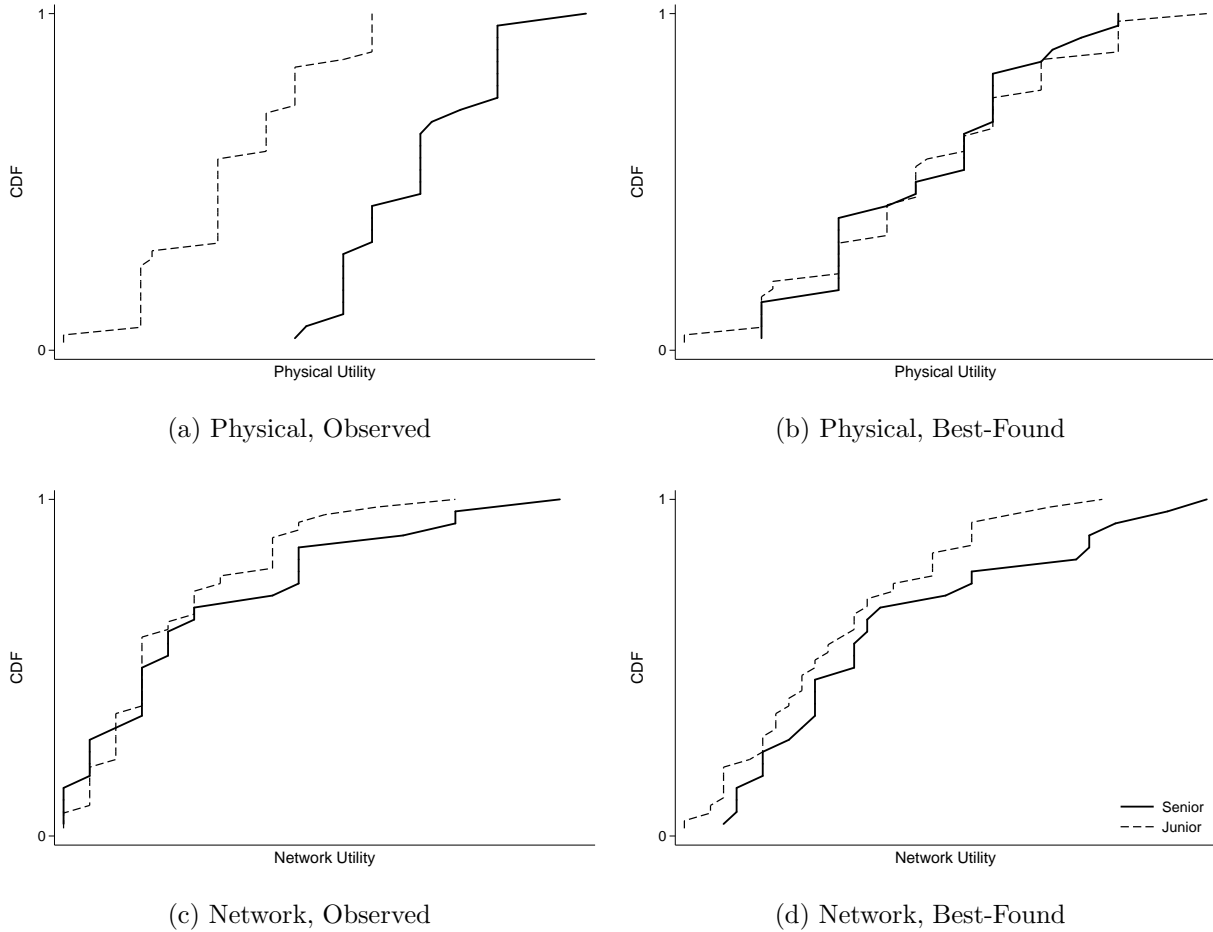 1
CDF
0
Physical Utility
(a) Physical, Observed
1
CDF
0
Physical Utility
(b) Physical, Best-Found
1
CDF
0
Network Utility
(c) Network, Observed
1
CDF
Senior
Junior
0
Network Utility
(d) Network, Best-Found